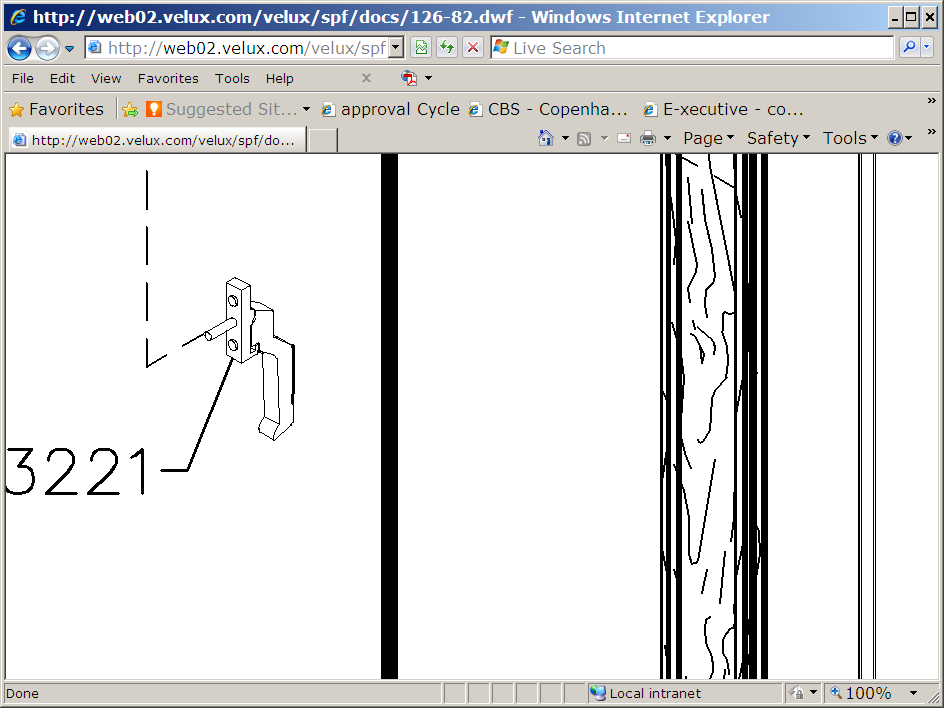 http://web02.velux.com/velux/spf/docs/126-82.dwf - Windows Internet Explorer
http://web02.velux.com/velux/spf
Live Search
File Edit View Favorites Tools Help x
Favorites Suggested Sit... approval Cycle CBS - Copenha... E-xecutive - co... »
http://web02.velux.com/velux/spf/do... Page Safety Tools »
3221
Done Local intranet 100%